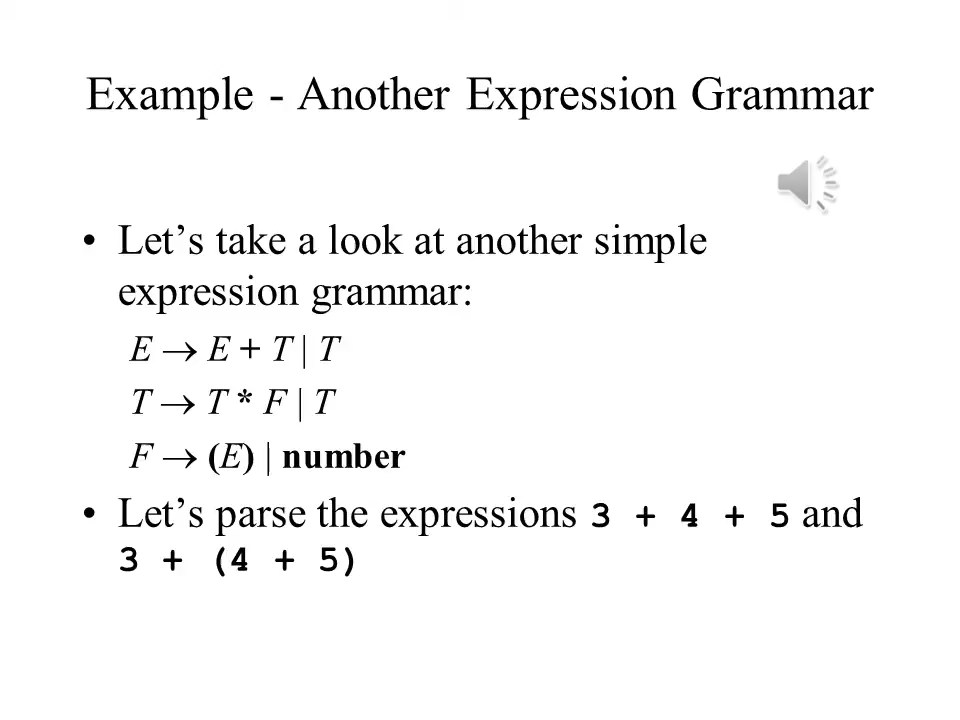 Example - Another Expression Grammar
• Let’s take a look at another simple
expression grammar:
E → E + T | T
T → T * F | T
F → (E) | number
• Let’s parse the expressions 3 + 4 + 5 and
3 + (4 + 5)